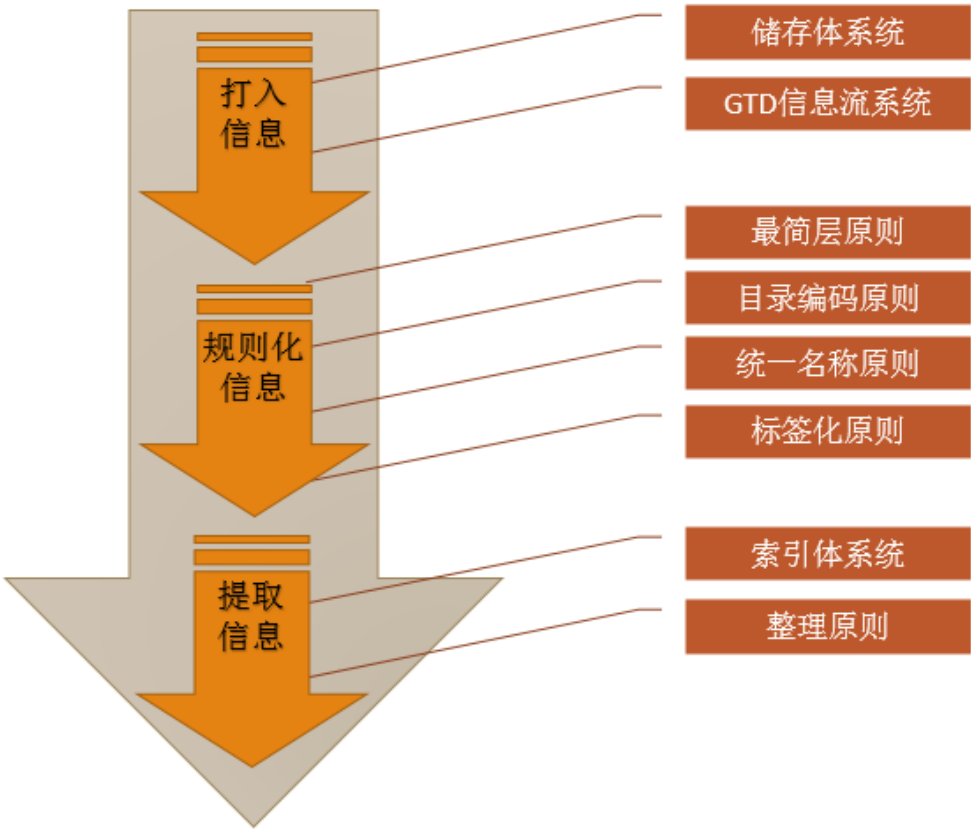 打入
信息
储存体系统
GTD信息流系统
规则化
信息
最简层原则
目录编码原则
统一名称原则
标签化原则
提取
信息
索引体系统
整理原则